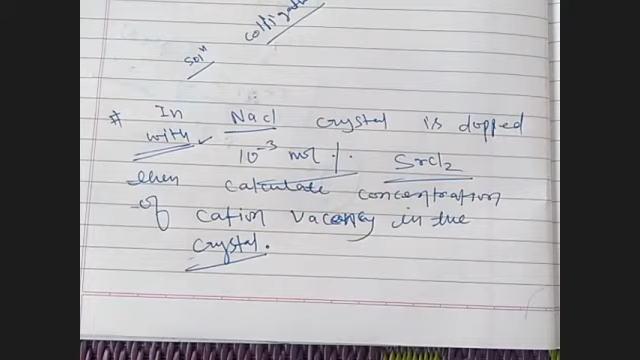 colligative
solⁿ
# In NaCl crystal is dopped
with
10⁻³ mol %. SrCl₂
then calculate concentration
of cation vacancy in the
crystal.